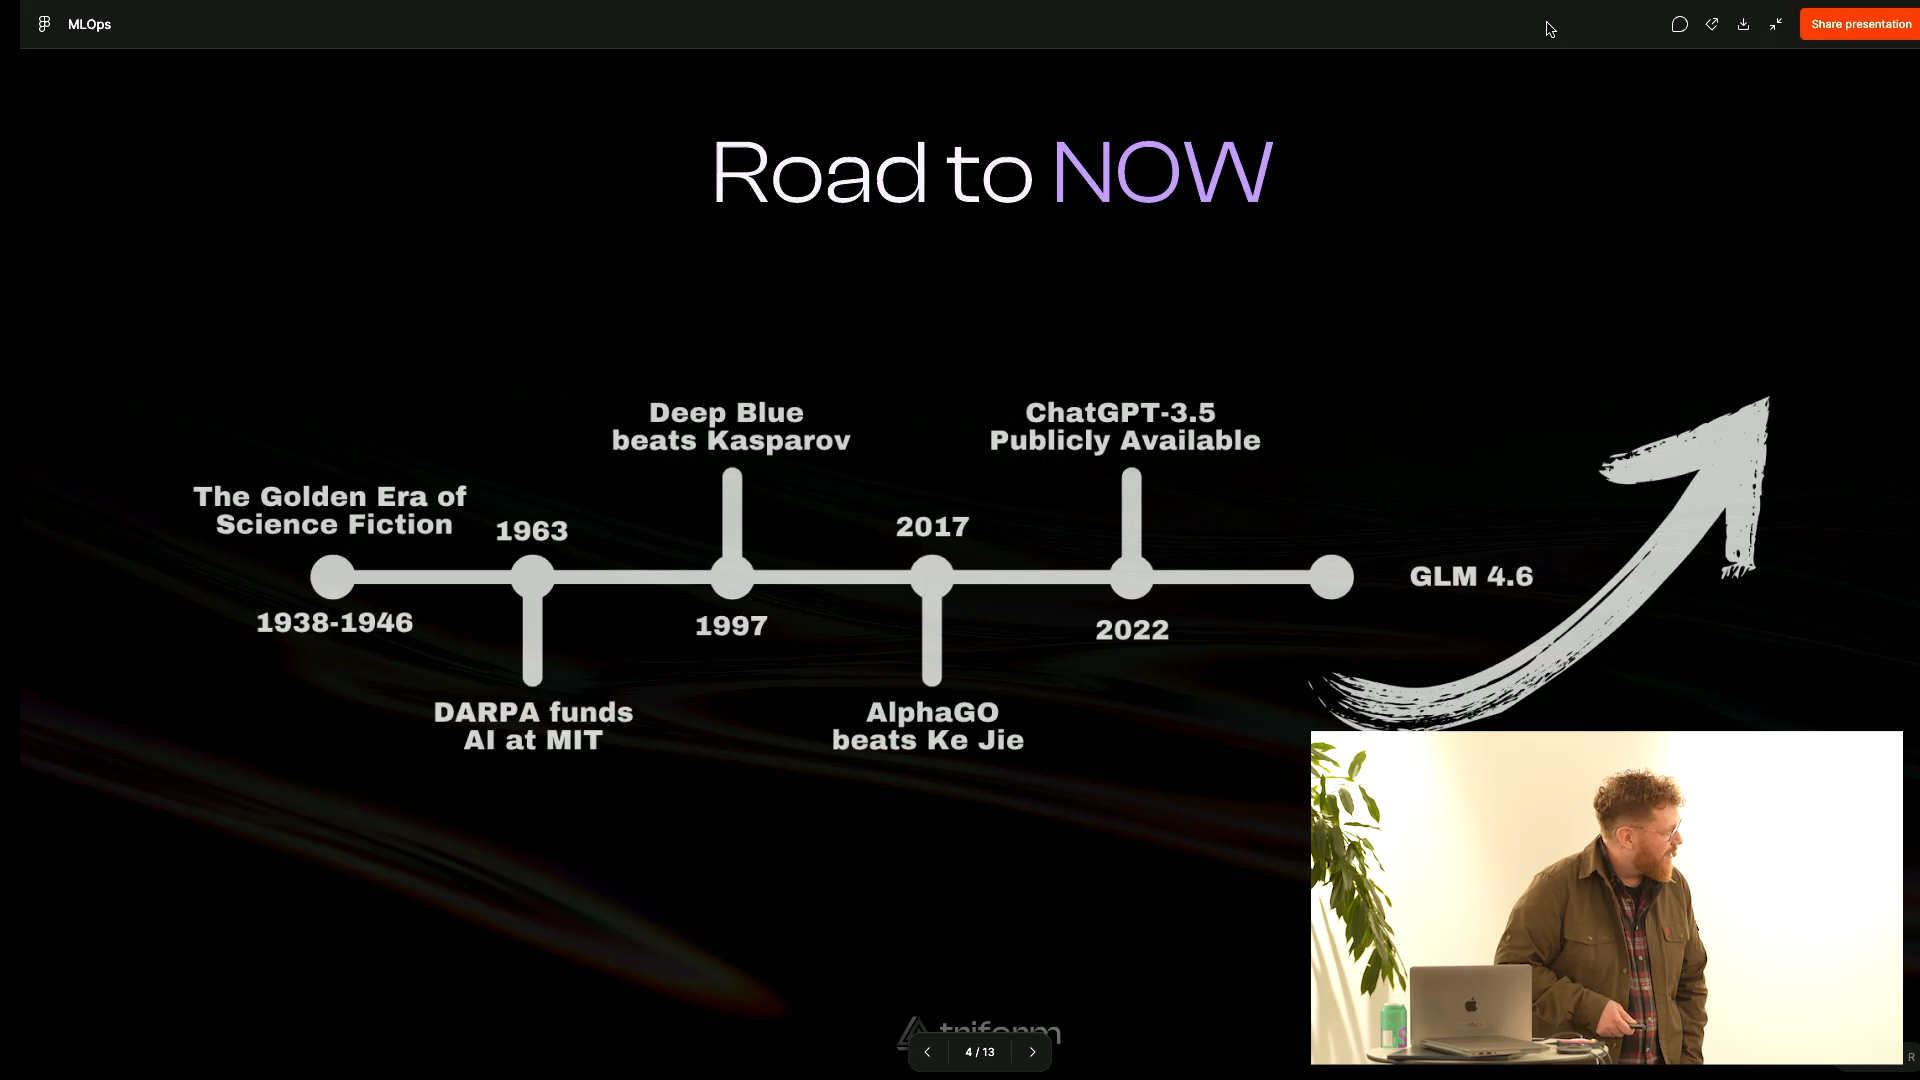 MLOps
Share presentation
Road to NOW
The Golden Era of
Science Fiction
1938-1946
1963
DARPA funds
AI at MIT
Deep Blue
beats Kasparov
1997
2017
AlphaGO
beats Ke Jie
ChatGPT-3.5
Publicly Available
2022
GLM 4.6
triform
4 / 13
R